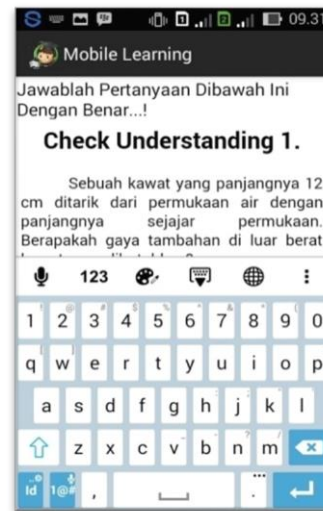 09.31
Mobile Learning
Jawablah Pertanyaan Dibawah Ini
Dengan Benar...!
Check Understanding 1.
Sebuah kawat yang panjangnya 12
cm ditarik dari permukaan air dengan
panjangnya sejajar permukaan.
Berapakah gaya tambahan di luar berat
123
1 2 3 4 5 6 7 8 9 0
q w e r t y u i o p
a s d f g h j k l
z x c v b n m
Id 1@# , .